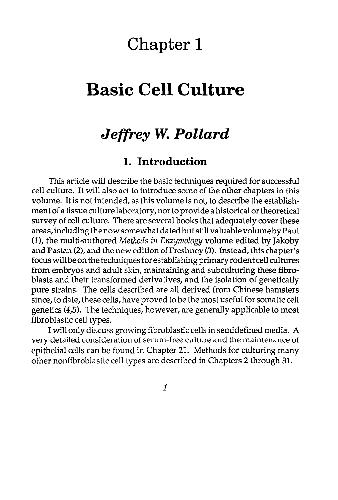 Chapter 1
Basic Cell Culture
Jeffrey W. Pollard
1. Introduction
This article will describe the basic techniques required for successful
cell culture. It will also act to introduce some of the other chapters in this
volume. It is not intended, as this volume is not, to describe the establish-
ment of a tissue culture laboratory, nor to provide a historical or theoretical
survey of cell culture. There are several books that adequately cover these
areas, including the now somewhat dated but still valuable volume by Paul
(1), the multi-authored Methods in Enzymology volume edited by Jakoby
and Pastan (2), and the new edition of Freshney (3). Instead, this chapter's
focus will be on the techniques for establishing primary rodent cell cultures
from embryos and adult skin, maintaining and subculturing these fibro-
blasts and their transformed derivatives, and the isolation of genetically
pure strains. The cells described are all derived from Chinese hamsters
since, to date, these cells, have proved to be the most useful for somatic cell
genetics (4,5). The techniques, however, are generally applicable to most
fibroblastic cell types.
I will only discuss growing fibroblastic cells in semidefined media. A
very detailed consideration of serum-free culture and the maintenance of
epithelial cells can be found in Chapter 21. Methods for culturing many
other nonfibroblastic cell types are described in Chapters 2 through 31.
1